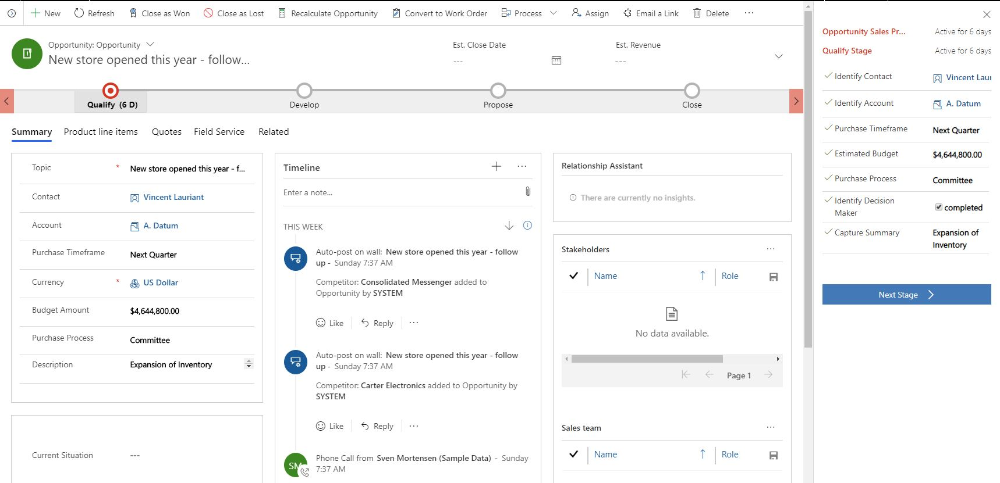 New
Refresh
Close as Won
Close as Lost
Recalculate Opportunity
Convert to Work Order
Process
Assign
Email a Link
Delete
Opportunity: Opportunity
New store opened this year - follow...
Est. Close Date
---
Est. Revenue
---
Qualify (6 D)
Develop
Propose
Close
Summary
Product line items
Quotes
Field Service
Related
Topic * New store opened this year - f...
Contact Vincent Lauriant
Account A. Datum
Purchase Timeframe Next Quarter
Currency * US Dollar
Budget Amount $4,644,800.00
Purchase Process Committee
Description Expansion of Inventory
Current Situation ---
Timeline
Enter a note...
THIS WEEK
Auto-post on wall: New store opened this year - follow
up - Sunday 7:37 AM
Competitor: Consolidated Messenger added to
Opportunity by SYSTEM
Like Reply ...
Auto-post on wall: New store opened this year - follow
up - Sunday 7:37 AM
Competitor: Carter Electronics added to Opportunity by
SYSTEM
Like Reply ...
SM
Phone Call from Sven Mortensen (Sample Data) - Sunday
7:37 AM
Relationship Assistant
There are currently no insights.
Stakeholders
Name Role
No data available.
Page 1
Sales team
Name Role
Opportunity Sales Pr... Active for 6 days
Qualify Stage Active for 6 days
Identify Contact Vincent Laur
Identify Account A. Datum
Purchase Timeframe Next Quarter
Estimated Budget $4,644,800.00
Purchase Process Committee
Identify Decision
Maker
completed
Capture Summary
Expansion of
Inventory
Next Stage